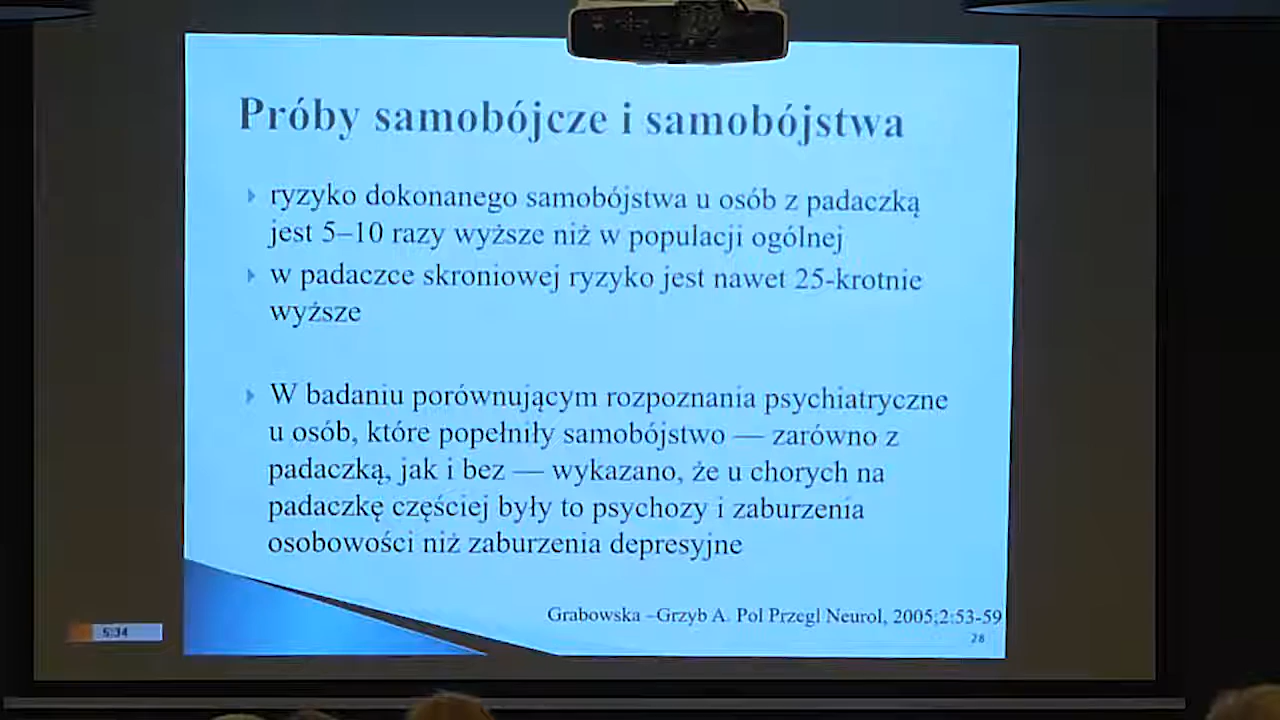 Próby samobójcze i samobójstwa
ryzyko dokonanego samobójstwa u osób z padaczką
jest 5–10 razy wyższe niż w populacji ogólnej
w padaczce skroniowej ryzyko jest nawet 25-krotnie
wyższe
W badaniu porównującym rozpoznania psychiatryczne
u osób, które popełniły samobójstwo — zarówno z
padaczką, jak i bez — wykazano, że u chorych na
padaczkę częściej były to psychozy i zaburzenia
osobowości niż zaburzenia depresyjne
Grabowska –Grzyb A. Pol Przegl Neurol, 2005;2:53-59
28
5:34